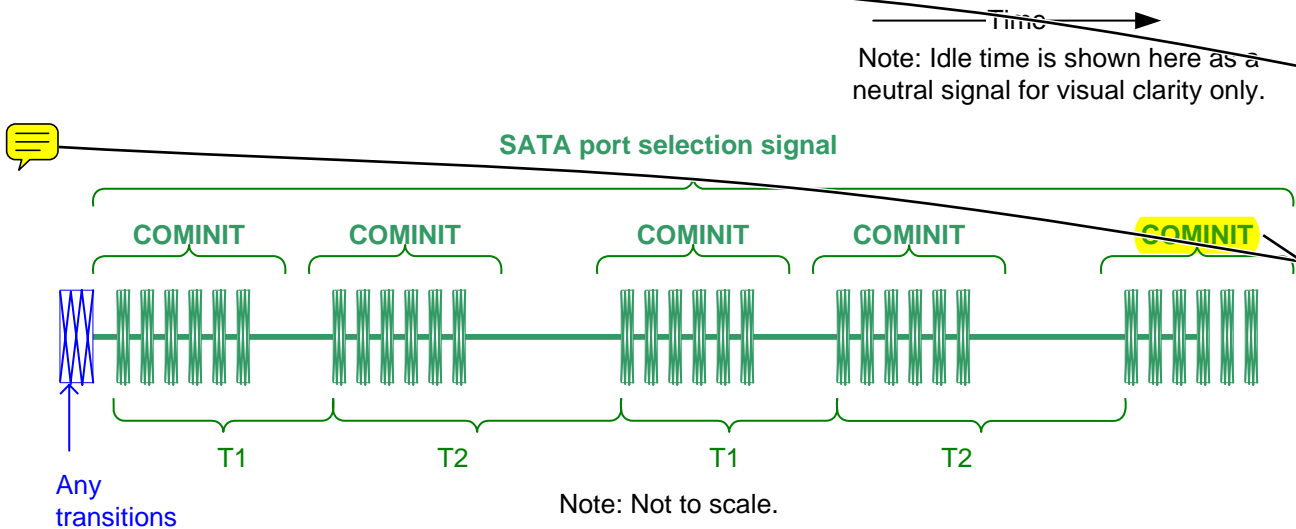 Time
Note: Idle time is shown here as a
neutral signal for visual clarity only.
SATA port selection signal
COMINIT COMINIT COMINIT COMINIT COMINIT
T1 T2 T1 T2
Any
transitions
Note: Not to scale.